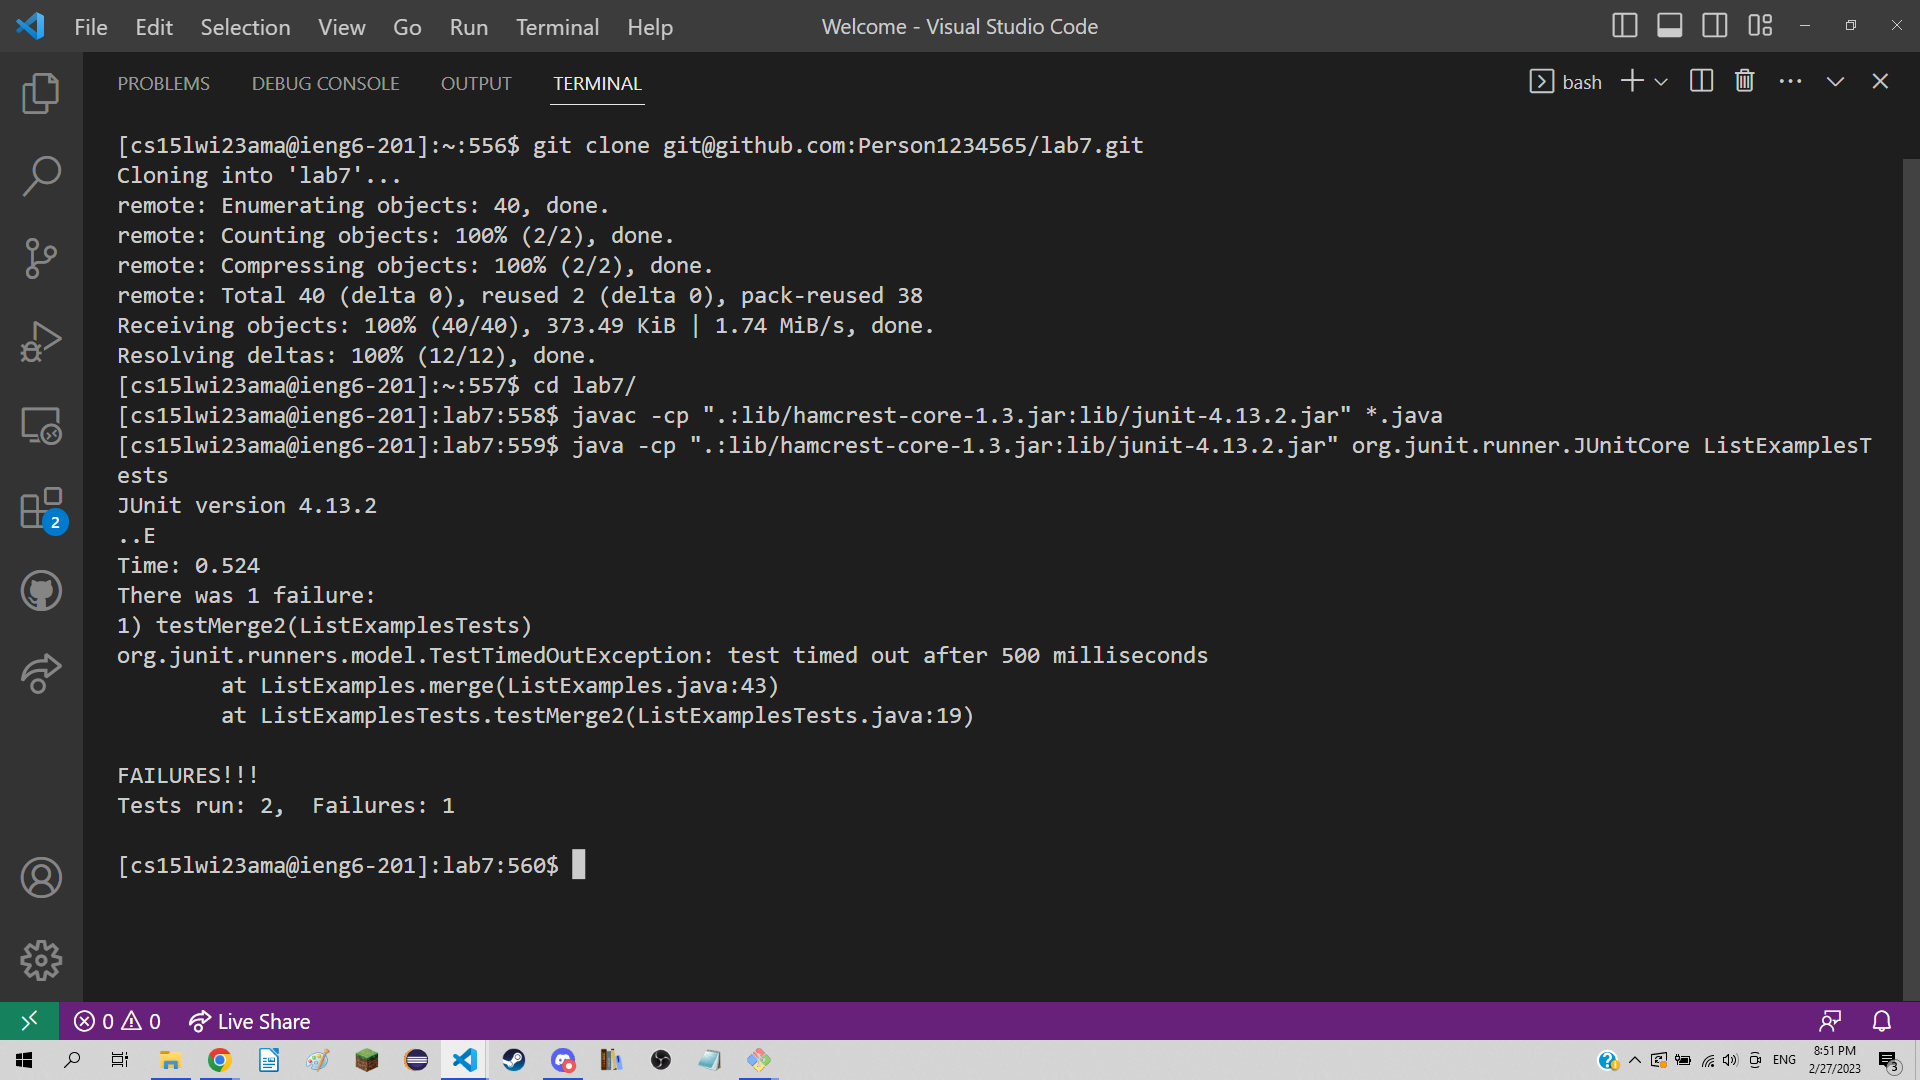 File Edit Selection View Go Run Terminal Help
Welcome - Visual Studio Code
PROBLEMS DEBUG CONSOLE OUTPUT TERMINAL
bash
[cs15lwi23ama@ieng6-201]:~:556$ git clone git@github.com:Person1234565/lab7.git
Cloning into 'lab7'...
remote: Enumerating objects: 40, done.
remote: Counting objects: 100% (2/2), done.
remote: Compressing objects: 100% (2/2), done.
remote: Total 40 (delta 0), reused 2 (delta 0), pack-reused 38
Receiving objects: 100% (40/40), 373.49 KiB | 1.74 MiB/s, done.
Resolving deltas: 100% (12/12), done.
[cs15lwi23ama@ieng6-201]:~:557$ cd lab7/
[cs15lwi23ama@ieng6-201]:lab7:558$ javac -cp ".:lib/hamcrest-core-1.3.jar:lib/junit-4.13.2.jar" *.java
[cs15lwi23ama@ieng6-201]:lab7:559$ java -cp ".:lib/hamcrest-core-1.3.jar:lib/junit-4.13.2.jar" org.junit.runner.JUnitCore ListExamplesT
ests
JUnit version 4.13.2
..E
Time: 0.524
There was 1 failure:
1) testMerge2(ListExamplesTests)
org.junit.runners.model.TestTimedOutException: test timed out after 500 milliseconds
        at ListExamples.merge(ListExamples.java:43)
        at ListExamplesTests.testMerge2(ListExamplesTests.java:19)
FAILURES!!!
Tests run: 2,  Failures: 1
[cs15lwi23ama@ieng6-201]:lab7:560$
2
0 0 Live Share
ENG
8:51 PM
2/27/2023
3